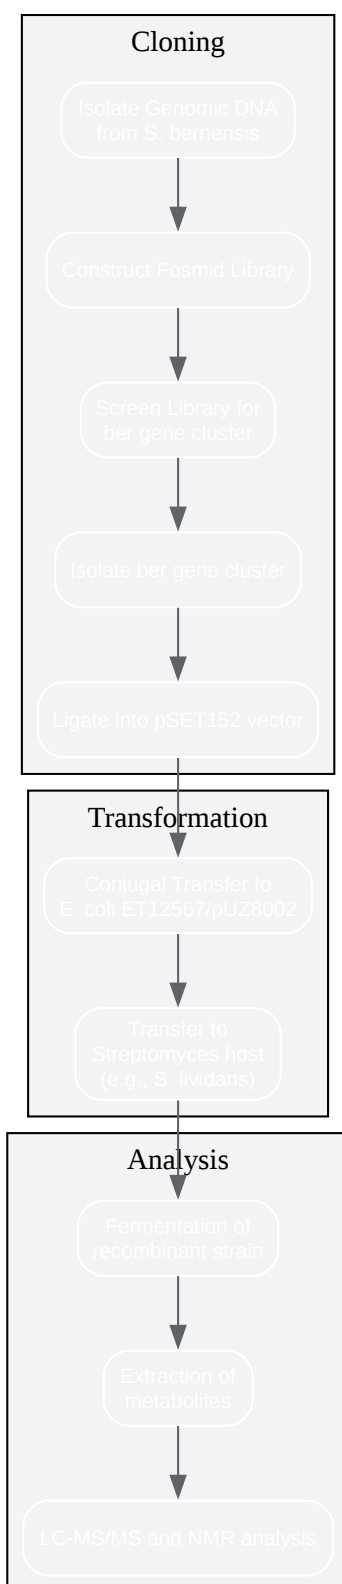 Cloning
Isolate Genomic DNA
from S. bernensis
Construct Fosmid Library
Screen Library for
ber gene cluster
Isolate ber gene cluster
Ligate into pSET152 vector
Transformation
Conjugal Transfer to
E. coli ET12567/pUZ8002
Transfer to
Streptomyces host
(e.g., S. lividans)
Analysis
Fermentation of
recombinant strain
Extraction of
metabolites
LC-MS/MS and NMR analysis